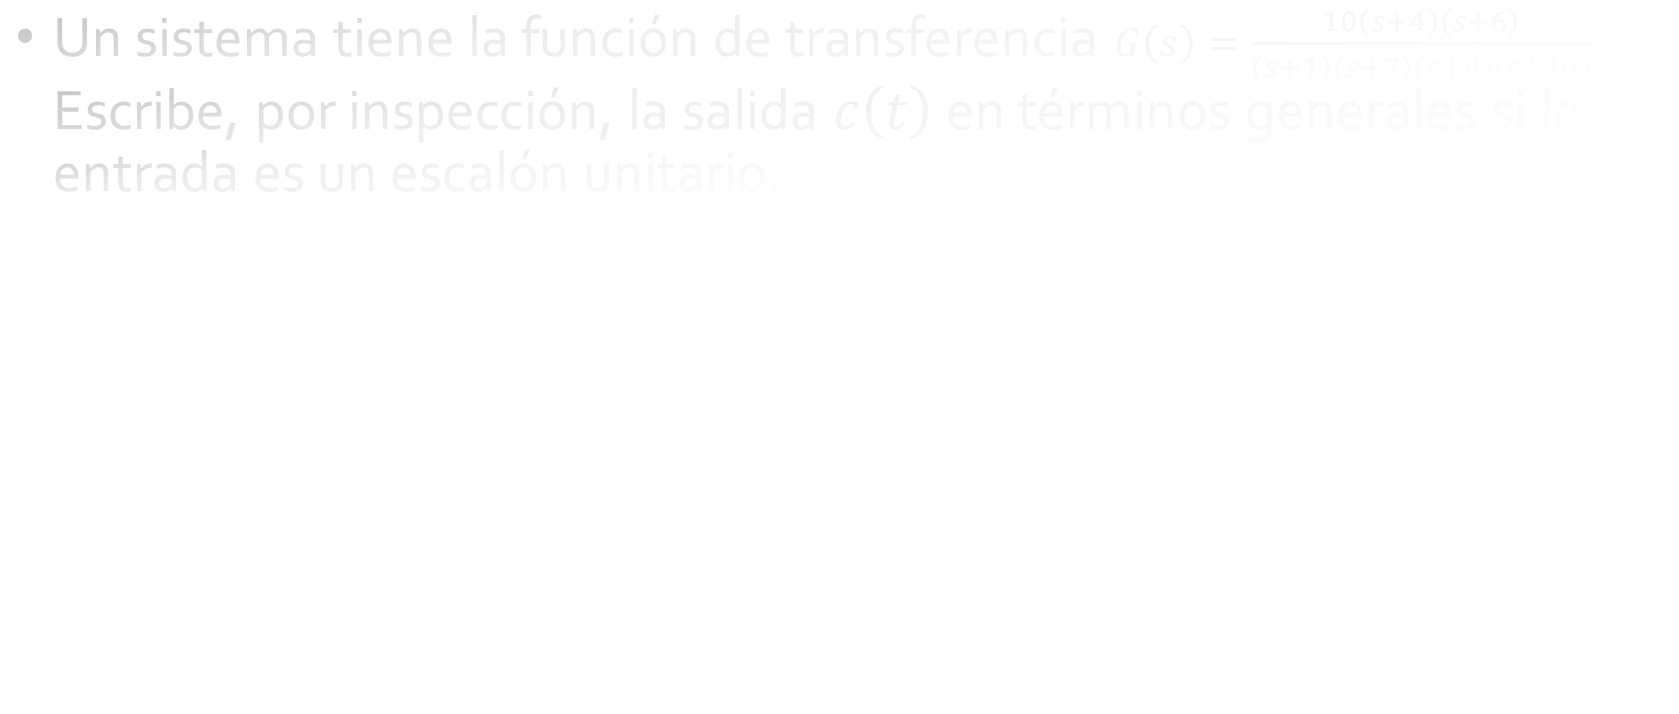 • Un sistema tiene la función de transferencia G(s) = 10(s+4)(s+6) / (s+1)(s+7)(s+8)(s+10)
Escribe, por inspección, la salida c(t) en términos generales si la
entrada es un escalón unitario.